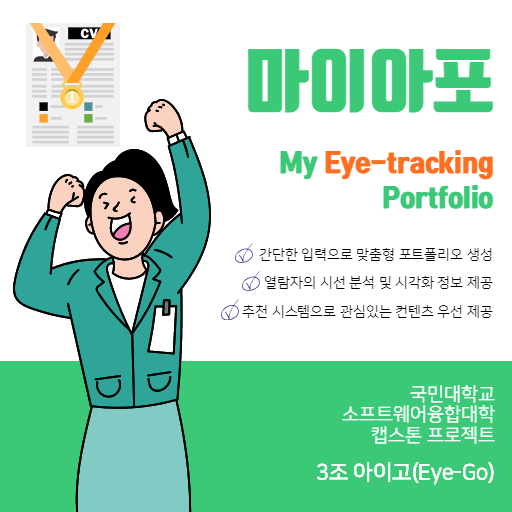 CV
1
마이아포
My Eye-tracking
Portfolio
간단한 입력으로 맞춤형 포트폴리오 생성
열람자의 시선 분석 및 시각화 정보 제공
추천 시스템으로 관심있는 컨텐츠 우선 제공
국민대학교
소프트웨어융합대학
캡스톤 프로젝트
3조 아이고(Eye-Go)